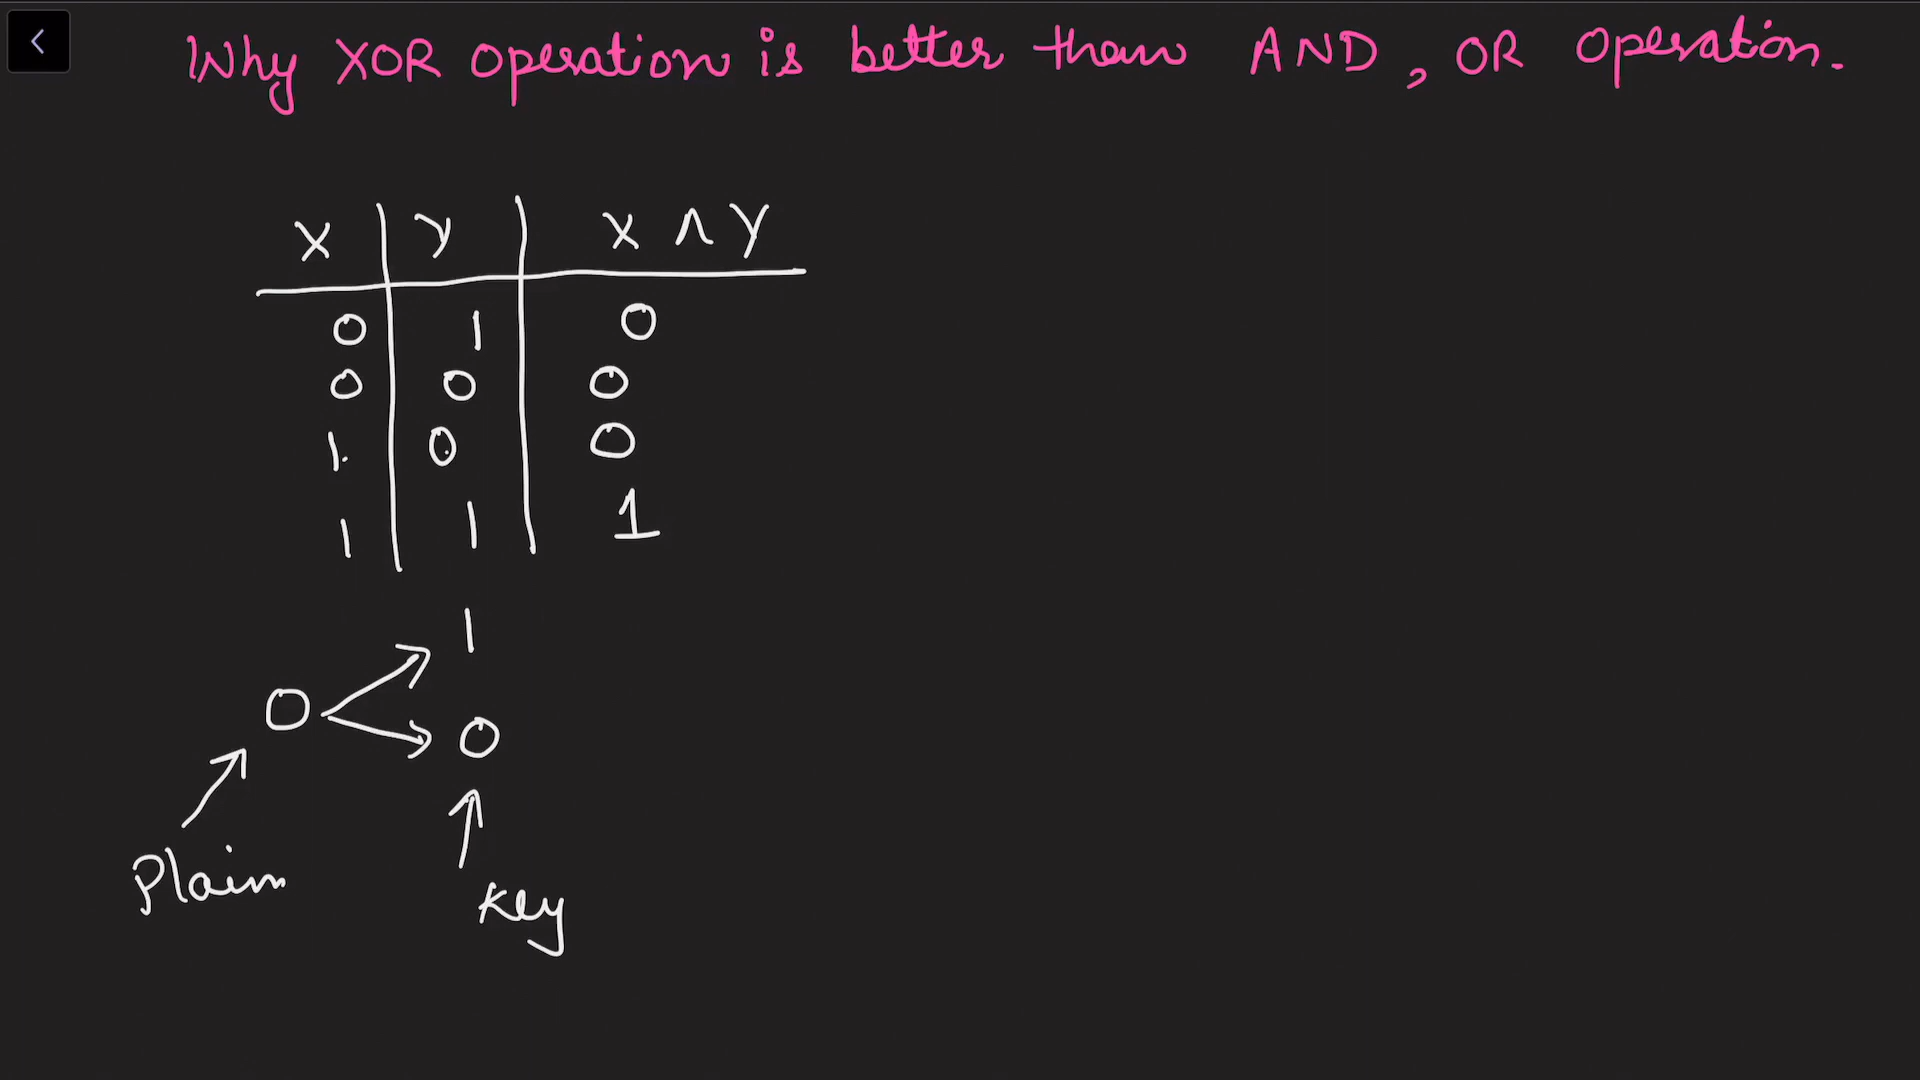 Why XOR operation is better than AND, OR operation.
X Y X ∧ Y
0 1 0
0 0 0
1. 0 0
1 1 1
1
0
0
Plain
Key